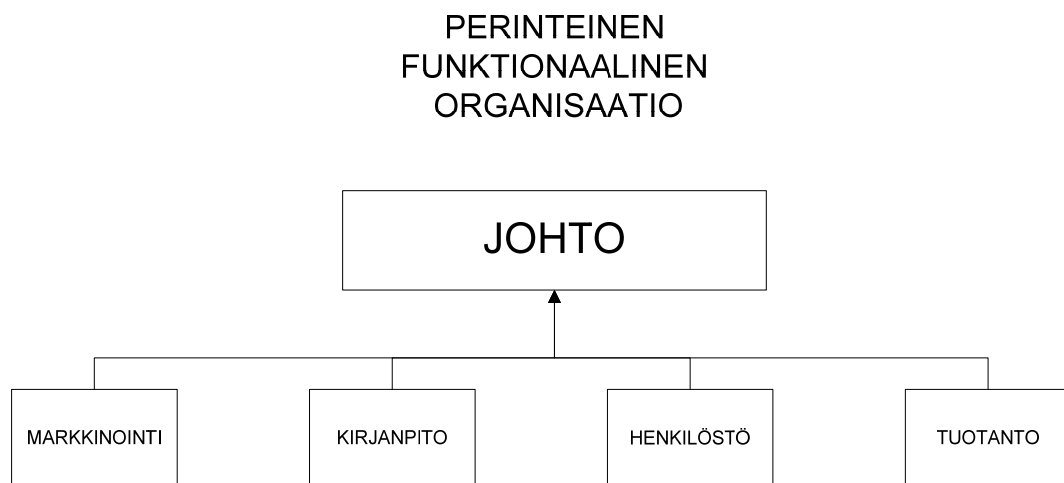 PERINTEINEN
FUNKTIONAALINEN
ORGANISAATIO
JOHTO
MARKKINOINTI
KIRJANPITO
HENKILÖSTÖ
TUOTANTO